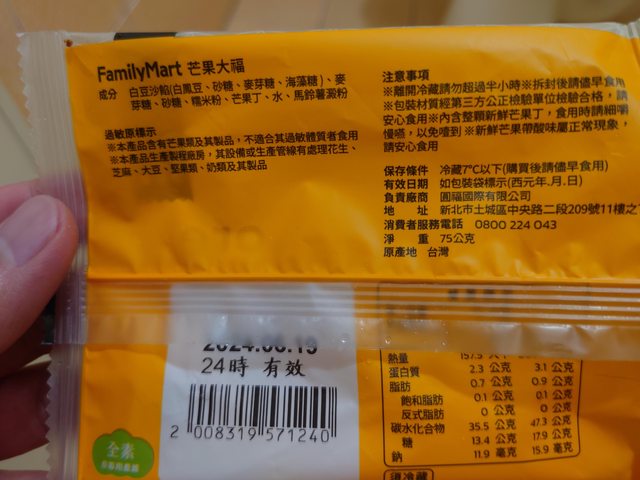 FamilyMart 芒果大福
成分 白豆沙餡(白鳳豆、砂糖、麥芽糖、海藻糖)、麥
芽糖、砂糖、糯米粉、芒果丁、水、馬鈴薯澱粉
過敏原標示
※本產品含有芒果類及其製品，不適合其過敏體質者食用
※本產品生產製程廠房，其設備或生產管線有處理花生、
芝麻、大豆、堅果類、奶類及其製品
注意事項
※離開冷藏請勿超過半小時※拆封後請儘早食用
※包裝材質經第三方公正檢驗單位檢驗合格，請
安心食用※內含整顆新鮮芒果丁，食用時請細嚼
慢嚥，以免噎到※新鮮芒果帶酸味屬正常現象，
請安心食用
保存條件 冷藏7°C以下(購買後請儘早食用)
有效日期 如包裝袋標示(西元年.月.日)
負責廠商 圓福國際有限公司
地 址 新北市土城區中央路二段209號11樓之
消費者服務電話 0800 224 043
淨 重 75公克
原產地 台灣
24時 有效
2 008319 571240
全素
熱量 157.5
蛋白質 2.3 公克 3.1 公克
脂肪 0.7 公克 0.9 公克
飽和脂肪 0.1 公克 0.1 公克
反式脂肪 0 公克 0 公克
碳水化合物 35.5 公克 47.3 公克
糖 13.4 公克 17.9 公克
鈉 11.9 毫克 15.9 毫克
須冷藏